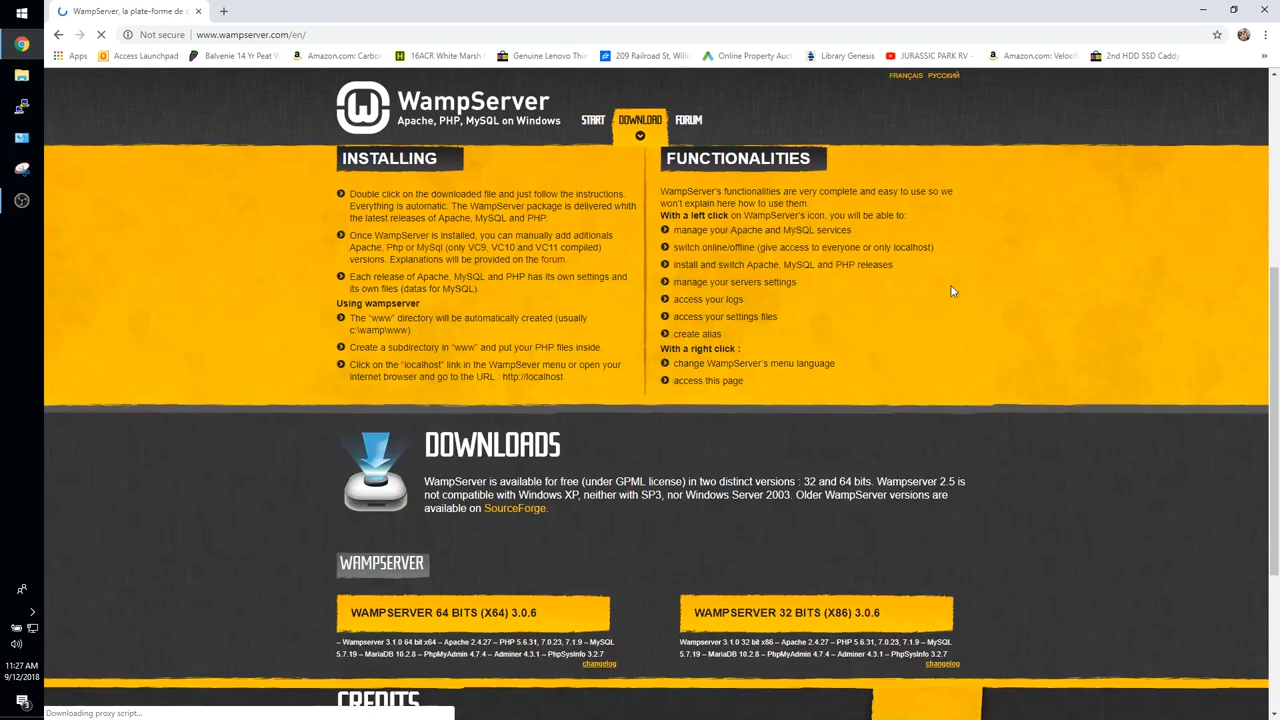 WampServer, la plate-forme de d
Not secure
www.wampserver.com/en/
Apps
Access Launchpad
Balvenie 14 Yr Peat W
Amazon.com: Carbon
16ACR White Marsh
Genuine Lenovo Thin
209 Railroad St, Willi
Online Property Auct
Library Genesis
JURASSIC PARK RV -
Amazon.com: Veloci
2nd HDD SSD Caddy
»
FRANÇAIS РУССКИЙ
WampServer
Apache, PHP, MySQL on Windows
START
DOWNLOAD
FORUM
INSTALLING
Double click on the downloaded file and just follow the instructions.
Everything is automatic. The WampServer package is delivered whith
the latest releases of Apache, MySQL and PHP.
Once WampServer is installed, you can manually add aditionals
Apache, Php or MySql (only VC9, VC10 and VC11 compiled)
versions. Explanations will be provided on the forum.
Each release of Apache, MySQL and PHP has its own settings and
its own files (datas for MySQL).
Using wampserver
The “www” directory will be automatically created (usually
c:\wamp\www)
Create a subdirectory in “www” and put your PHP files inside.
Click on the “localhost” link in the WampSever menu or open your
internet browser and go to the URL : http://localhost
FUNCTIONALITIES
WampServer’s functionalities are very complete and easy to use so we
won’t explain here how to use them.
With a left click on WampServer’s icon, you will be able to:
manage your Apache and MySQL services
switch online/offline (give access to everyone or only localhost)
install and switch Apache, MySQL and PHP releases
manage your servers settings
access your logs
access your settings files
create alias
With a right click :
change WampServer’s menu language
access this page
DOWNLOADS
WampServer is available for free (under GPML license) in two distinct versions : 32 and 64 bits. Wampserver 2.5 is
not compatible with Windows XP, neither with SP3, nor Windows Server 2003. Older WampServer versions are
available on SourceForge.
WAMPSERVER
WAMPSERVER 64 BITS (X64) 3.0.6
– Wampserver 3.1.0 64 bit x64 – Apache 2.4.27 – PHP 5.6.31, 7.0.23, 7.1.9 – MySQL
5.7.19 – MariaDB 10.2.8 – PhpMyAdmin 4.7.4 – Adminer 4.3.1 – PhpSysInfo 3.2.7
changelog
WAMPSERVER 32 BITS (X86) 3.0.6
Wampserver 3.1.0 32 bit x86 – Apache 2.4.27 – PHP 5.6.31, 7.0.23, 7.1.9 – MySQL
5.7.19 – MariaDB 10.2.8 – PhpMyAdmin 4.7.4 – Adminer 4.3.1 – PhpSysInfo 3.2.7
changelog
CREDITS
Downloading proxy script...
11:27 AM
9/12/2018